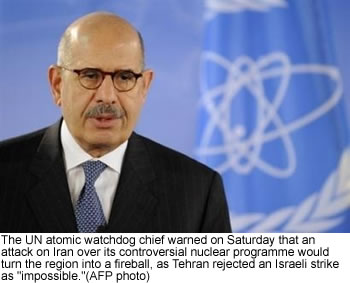 The UN atomic watchdog chief warned on Saturday that an
attack on Iran over its controversial nuclear programme would
turn the region into a fireball, as Tehran rejected an Israeli strike
as "impossible."(AFP photo)